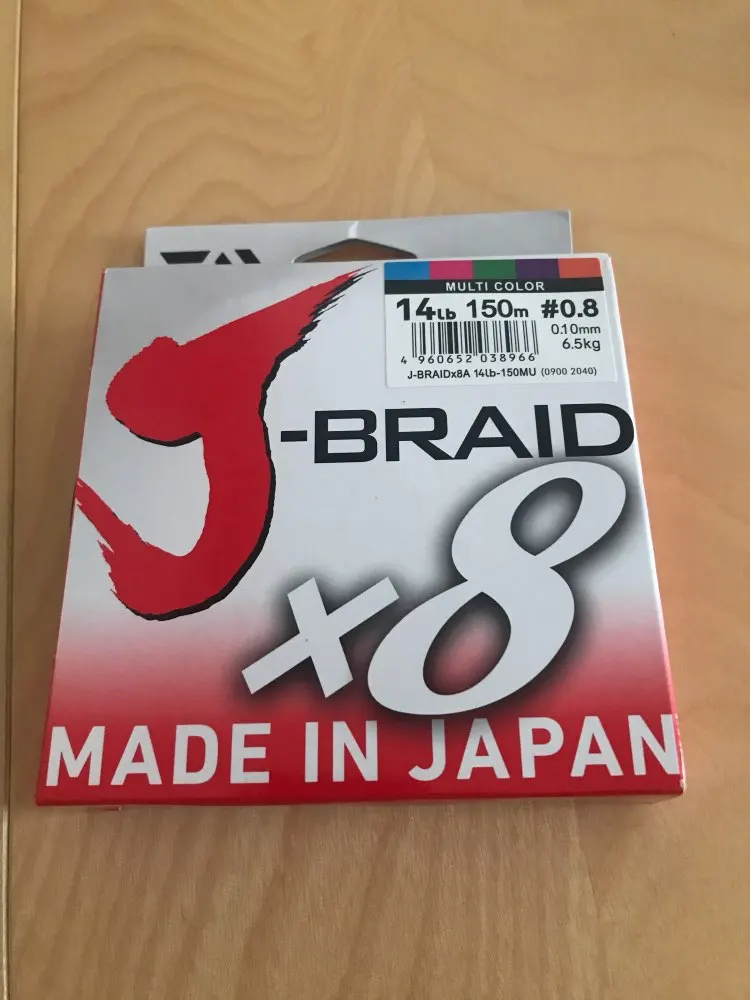 MULTI COLOR
14lb 150m #0.8
0.10mm
6.5kg
4 960652 038966
J-BRAIDx8A 14Lb-150MU (0900 2040)
J-BRAID
x8
MADE IN JAPAN